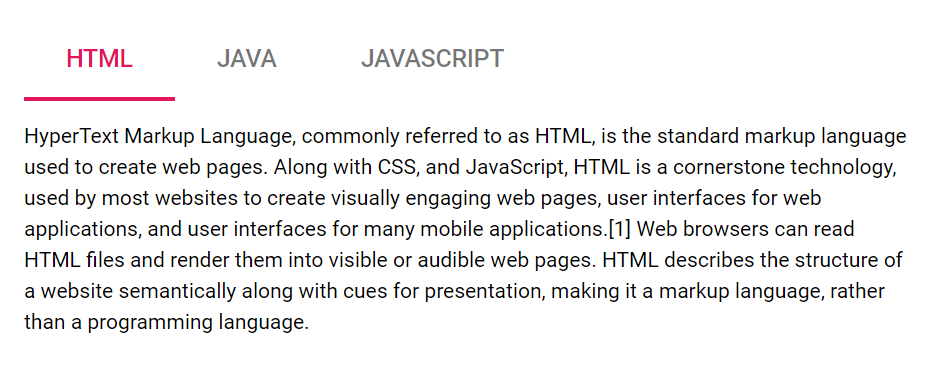 HTML JAVA JAVASCRIPT
HyperText Markup Language, commonly referred to as HTML, is the standard markup language
used to create web pages. Along with CSS, and JavaScript, HTML is a cornerstone technology,
used by most websites to create visually engaging web pages, user interfaces for web
applications, and user interfaces for many mobile applications.[1] Web browsers can read
HTML files and render them into visible or audible web pages. HTML describes the structure of
a website semantically along with cues for presentation, making it a markup language, rather
than a programming language.